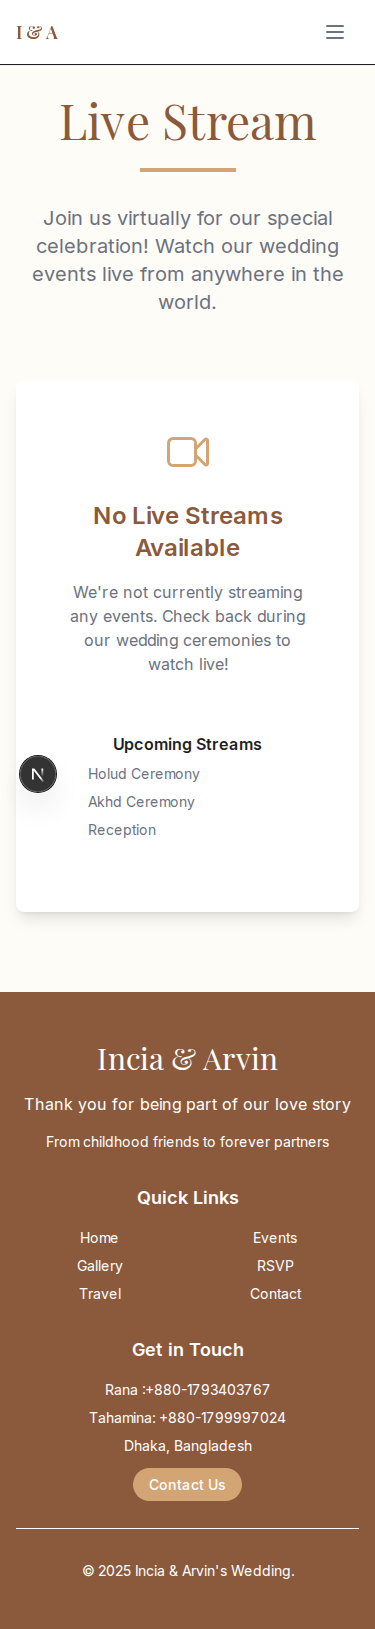 I & A
Live Stream
Join us virtually for our special
celebration! Watch our wedding
events live from anywhere in the
world.
No Live Streams
Available
We're not currently streaming
any events. Check back during
our wedding ceremonies to
watch live!
Upcoming Streams
N
Holud Ceremony
Akhd Ceremony
Reception
Incia & Arvin
Thank you for being part of our love story
From childhood friends to forever partners
Quick Links
Home Events
Gallery RSVP
Travel Contact
Get in Touch
Rana :+880-1793403767
Tahamina: +880-1799997024
Dhaka, Bangladesh
Contact Us
© 2025 Incia & Arvin's Wedding.